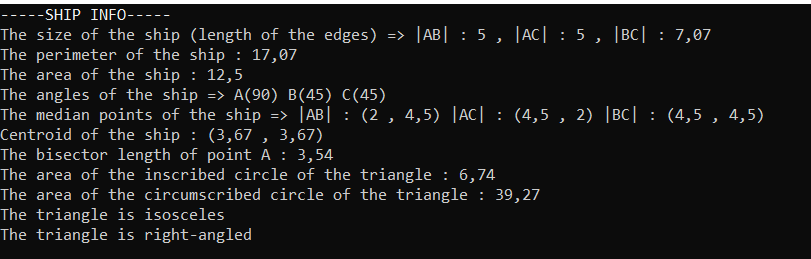 -----SHIP INFO-----
The size of the ship (length of the edges) => |AB| : 5 , |AC| : 5 , |BC| : 7,07
The perimeter of the ship : 17,07
The area of the ship : 12,5
The angles of the ship => A(90) B(45) C(45)
The median points of the ship => |AB| : (2 , 4,5) |AC| : (4,5 , 2) |BC| : (4,5 , 4,5)
Centroid of the ship : (3,67 , 3,67)
The bisector length of point A : 3,54
The area of the inscribed circle of the triangle : 6,74
The area of the circumscribed circle of the triangle : 39,27
The triangle is isosceles
The triangle is right-angled